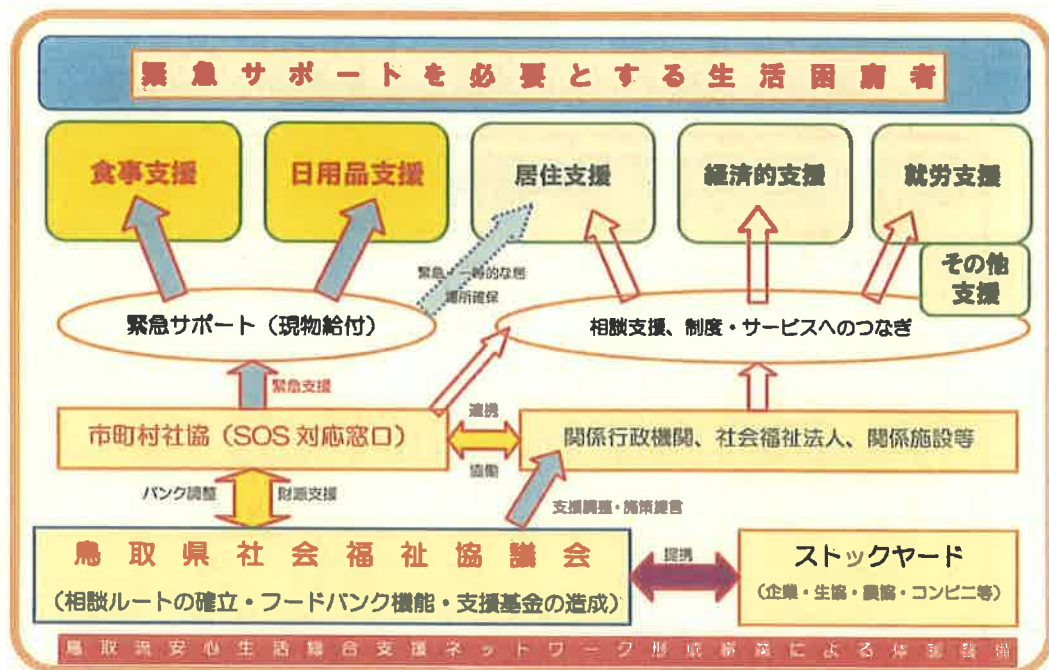 緊急サポートを必要とする生活困窮者
食事支援
日用品支援
居住支援
経済的支援
就労支援
その他
支援
緊急・一時的な居
場所確保
緊急サポート（現物給付）
相談支援、制度・サービスへのつなぎ
緊急支援
市町村社協（SOS 対応窓口）
連携
協働
関係行政機関、社会福祉法人、関係施設等
バンク調整
財源支援
支援調整・施策提言
鳥取県社会福祉協議会
（相談ルートの確立・フードバンク機能・支援基金の造成）
提携
ストックヤード
（企業・生協・農協・コンビニ等）
鳥取流安心生活総合支援ネットワーク形成事業による体制整備